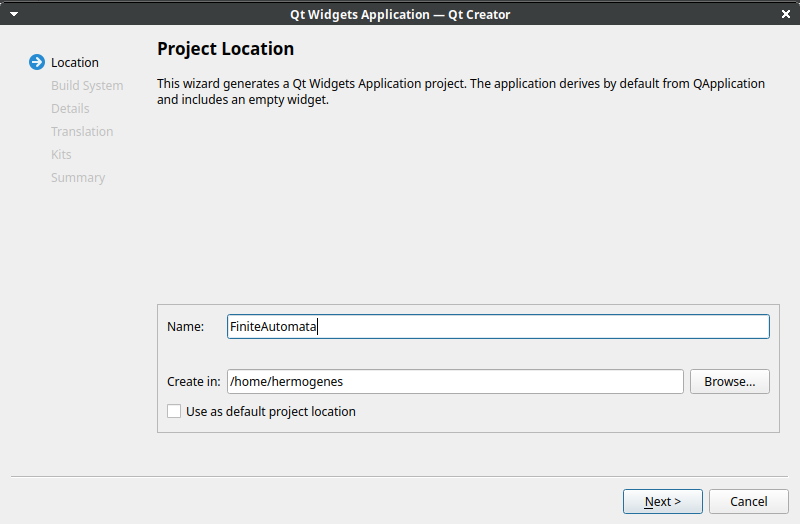 Qt Widgets Application — Qt Creator
Location
Build System
Details
Translation
Kits
Summary
Project Location
This wizard generates a Qt Widgets Application project. The application derives by default from QApplication
and includes an empty widget.
Name: FiniteAutomata
Create in: /home/hermogenes Browse...
Use as default project location
Next > Cancel